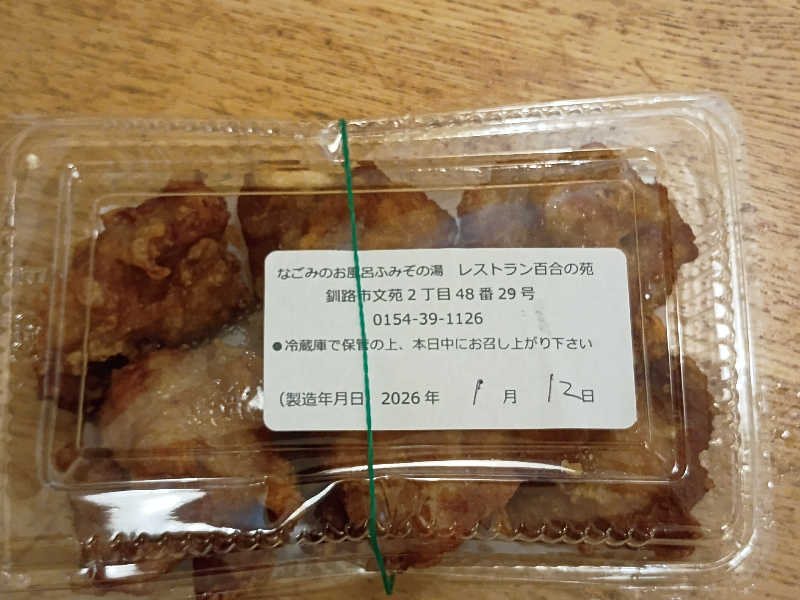 なごみのお風呂ふみぞの湯　レストラン百合の苑
釧路市文苑2丁目48番29号
0154-39-1126
●冷蔵庫で保管の上、本日中にお召し上がり下さい
（製造年月日）2026年 1月 12日